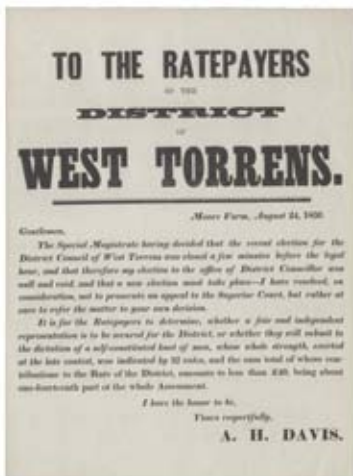 TO THE RATEPAYERS
OF THE
DISTRICT
OF
WEST TORRENS.
Moore Farm, August 24, 1856.
Gentlemen,
The Special Magistrate having decided that the recent election for the
District Council of West Torrens was closed a few minutes before the legal
hour, and that therefore my election to the office of District Councillor was
null and void, and that a new election must take place—I have resolved, on
consideration, not to prosecute an appeal to the Superior Court, but rather at
once to refer the matter to your own decision.
It is for the Ratepayers to determine, whether a fair and independent
representation is to be secured for the District, or whether they will submit to
the dictation of a self-constituted knot of men, whose whole strength, exerted
at the late contest, was indicated by 32 votes, and the sum total of whose con-
tributions to the Rate of the District, amounts to less than £40, being about
one-fourteenth part of the whole Assessment.
I have the honor to be,
Yours respectfully,
A. H. DAVIS.